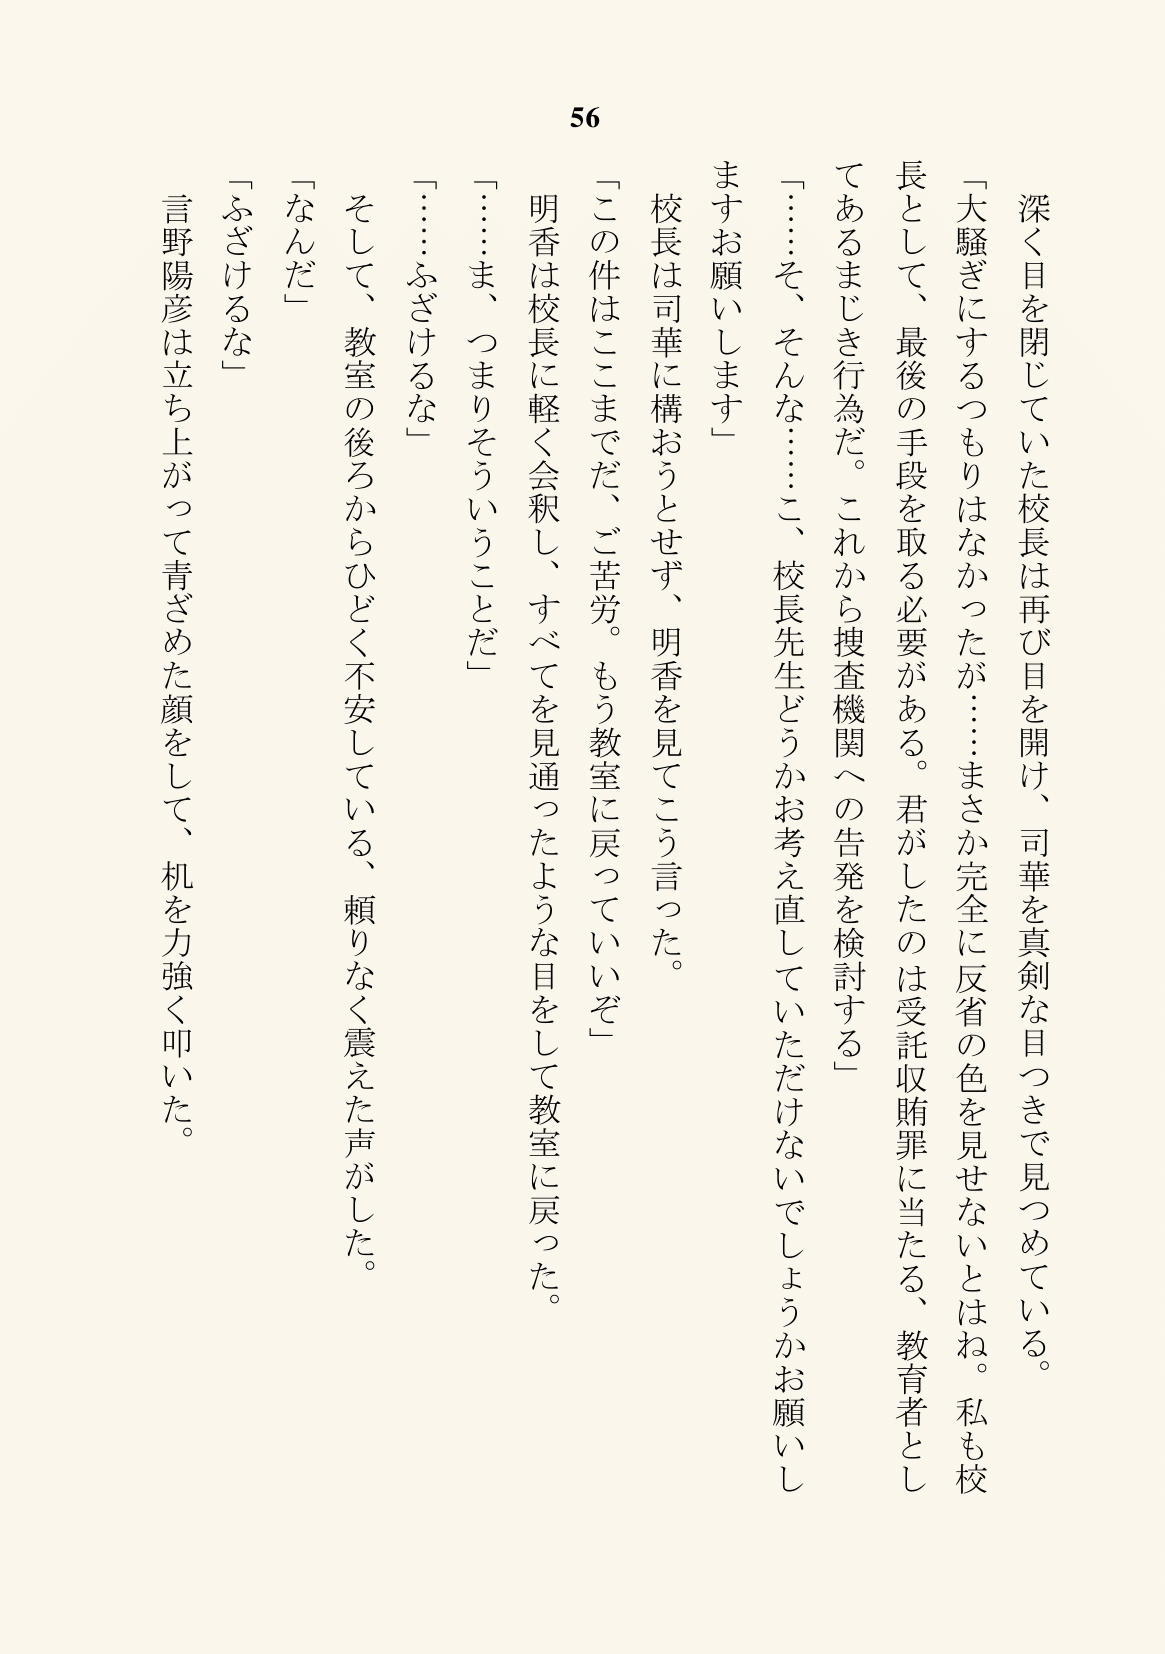 56
　深く目を閉じていた校長は再び目を開け、司華を真剣な目つきで見つめている。
「大騒ぎにするつもりはなかったが……まさか完全に反省の色を見せないとはね。私も校
長として、最後の手段を取る必要がある。君がしたのは受託収賄罪に当たる、教育者とし
てあるまじき行為だ。これから捜査機関への告発を検討する」
「……そ、そんな……こ、校長先生どうかお考え直していただけないでしょうかお願いし
ますお願いします」
　校長は司華に構おうとせず、明香を見てこう言った。
「この件はここまでだ、ご苦労。もう教室に戻っていいぞ」
　明香は校長に軽く会釈し、すべてを見通ったような目をして教室に戻った。
「……ま、つまりそういうことだ」
「……ふざけるな」
　そして、教室の後ろからひどく不安している、頼りなく震えた声がした。
「なんだ」
「ふざけるな」
　言野陽彦は立ち上がって青ざめた顔をして、机を力強く叩いた。